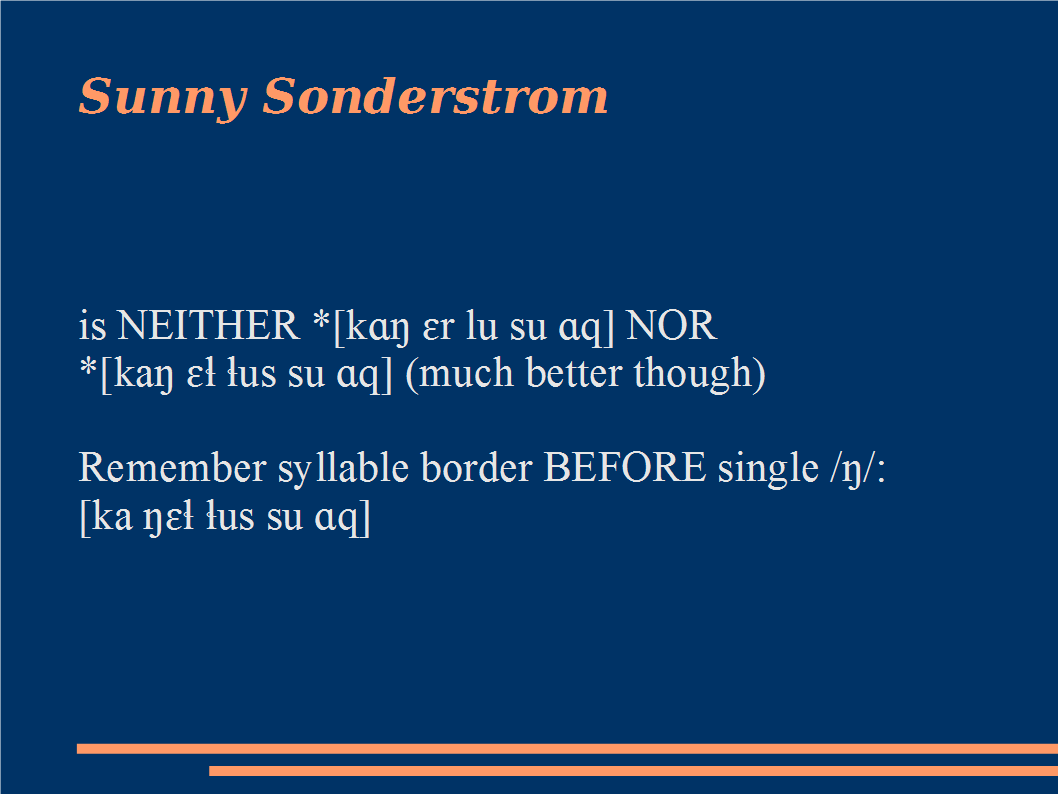 Sunny Sonderstrom
is NEITHER *[kɑŋ ɛr lu su ɑq] NOR
*[kaŋ ɛɫ ɫus su ɑq] (much better though)
Remember syllable border BEFORE single /ŋ/:
[ka ŋɛɫ ɫus su ɑq]